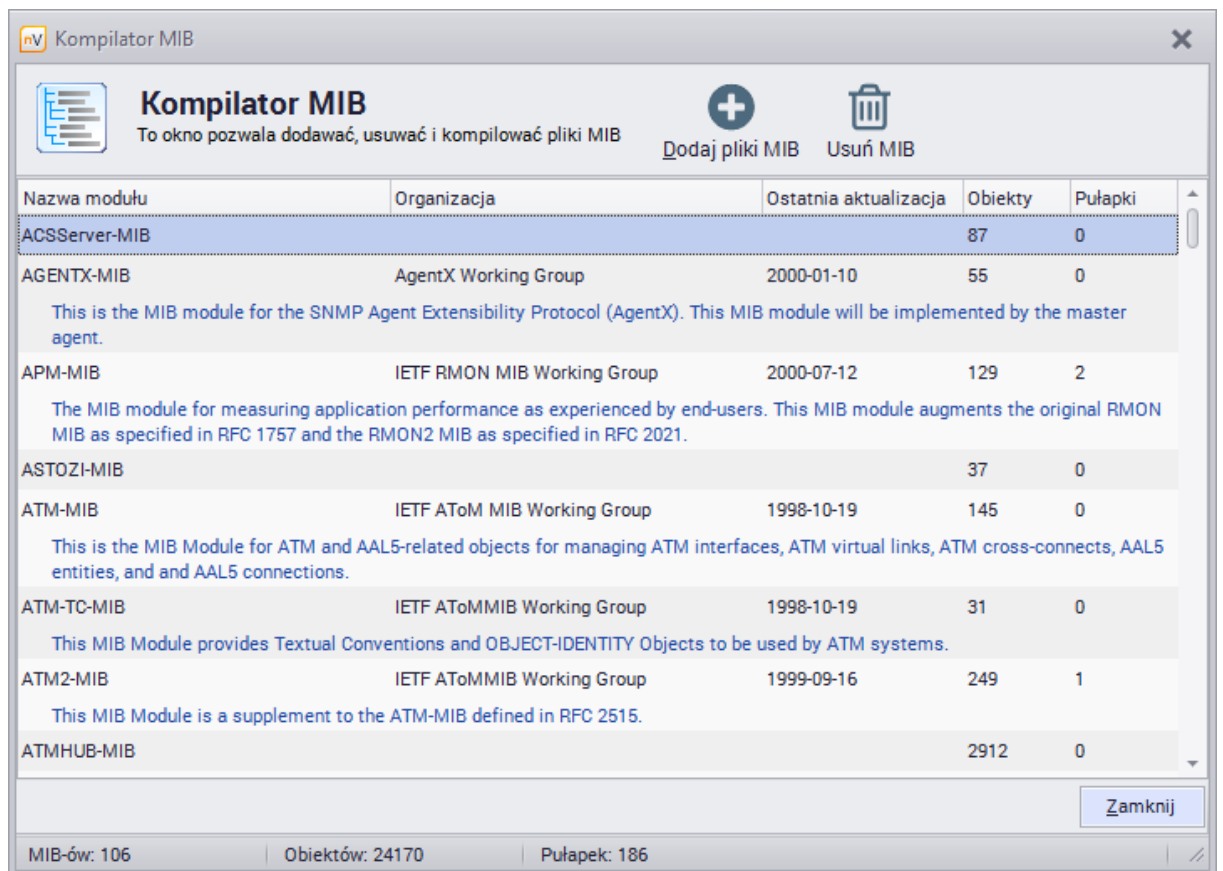 nV Kompilator MIB
Kompilator MIB
To okno pozwala dodawać, usuwać i kompilować pliki MIB
Dodaj pliki MIB Usuń MIB
Nazwa modułu Organizacja Ostatnia aktualizacja Obiekty Pułapki
ACSServer-MIB 87 0
AGENTX-MIB AgentX Working Group 2000-01-10 55 0
This is the MIB module for the SNMP Agent Extensibility Protocol (AgentX). This MIB module will be implemented by the master
agent.
APM-MIB IETF RMON MIB Working Group 2000-07-12 129 2
The MIB module for measuring application performance as experienced by end-users. This MIB module augments the original RMON
MIB as specified in RFC 1757 and the RMON2 MIB as specified in RFC 2021.
ASTOZI-MIB 37 0
ATM-MIB IETF AToM MIB Working Group 1998-10-19 145 0
This is the MIB Module for ATM and AAL5-related objects for managing ATM interfaces, ATM virtual links, ATM cross-connects, AAL5
entities, and and AAL5 connections.
ATM-TC-MIB IETF AToMMIB Working Group 1998-10-19 31 0
This MIB Module provides Textual Conventions and OBJECT-IDENTITY Objects to be used by ATM systems.
ATM2-MIB IETF AToMMIB Working Group 1999-09-16 249 1
This MIB Module is a supplement to the ATM-MIB defined in RFC 2515.
ATMHUB-MIB 2912 0
Zamknij
MIB-ów: 106 Obiektów: 24170 Pułapek: 186